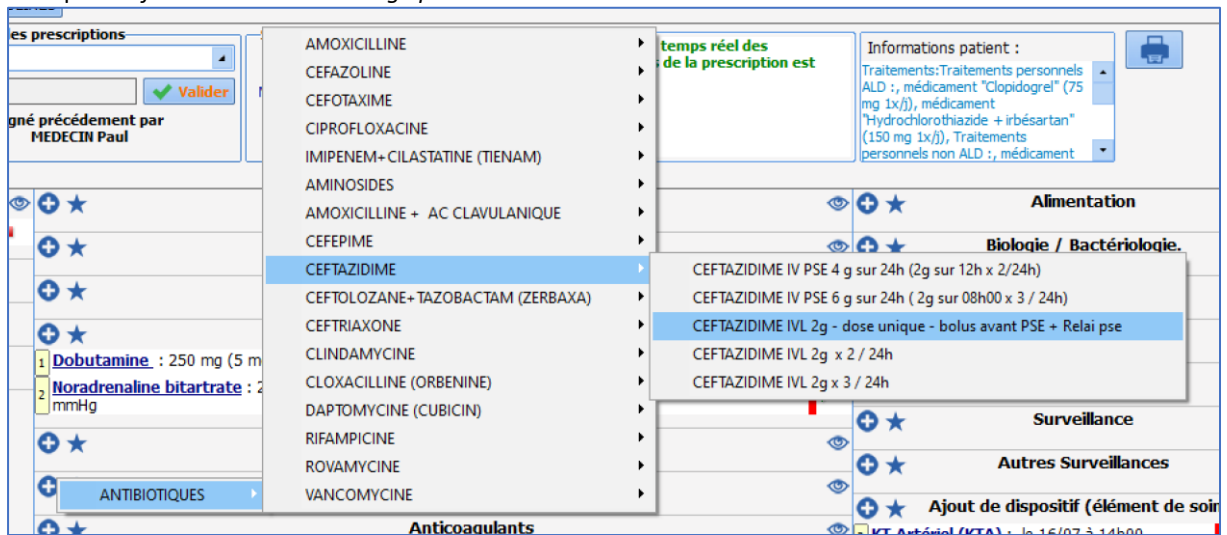 es prescriptions
Valider
gné précédement par
MEDECIN Paul
temps réel des
de la prescription est
Informations patient :
Traitements:Traitements personnels
ALD :, médicament "Clopidogrel" (75
mg 1x/j), médicament
"Hydrochlorothiazide + irbésartan"
(150 mg 1x/j), Traitements
personnels non ALD :, médicament
AMOXICILLINE
CEFAZOLINE
CEFOTAXIME
CIPROFLOXACINE
IMIPENEM+CILASTATINE (TIENAM)
AMINOSIDES
AMOXICILLINE + AC CLAVULANIQUE
CEFEPIME
CEFTAZIDIME
CEFTOLOZANE+TAZOBACTAM (ZERBAXA)
CEFTRIAXONE
CLINDAMYCINE
CLOXACILLINE (ORBENINE)
DAPTOMYCINE (CUBICIN)
RIFAMPICINE
ROVAMYCINE
VANCOMYCINE
CEFTAZIDIME IV PSE 4 g sur 24h (2g sur 12h x 2/24h)
CEFTAZIDIME IV PSE 6 g sur 24h ( 2g sur 08h00 x 3 / 24h)
CEFTAZIDIME IVL 2g - dose unique - bolus avant PSE + Relai pse
CEFTAZIDIME IVL 2g x 2 / 24h
CEFTAZIDIME IVL 2g x 3 / 24h
1 Dobutamine : 250 mg (5 m
2 Noradrenaline bitartrate : 2
mmHg
ANTIBIOTIQUES
Anticoagulants
Alimentation
Biologie / Bactériologie.
Surveillance
Autres Surveillances
Ajout de dispositif (élément de soin
KT Artériel (KTA) : le 16/07 à 14h00